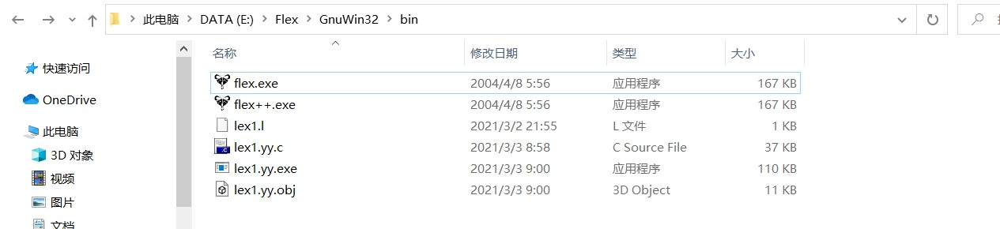 此电脑 > DATA (E:) > Flex > GnuWin32 > bin
快速访问
OneDrive
此电脑
3D 对象
视频
图片
文档
名称 修改日期 类型 大小
flex.exe 2004/4/8 5:56 应用程序 167 KB
flex++.exe 2004/4/8 5:56 应用程序 167 KB
lex1.l 2021/3/2 21:55 L 文件 1 KB
lex1.yy.c 2021/3/3 8:58 C Source File 37 KB
lex1.yy.exe 2021/3/3 9:00 应用程序 110 KB
lex1.yy.obj 2021/3/3 9:00 3D Object 11 KB